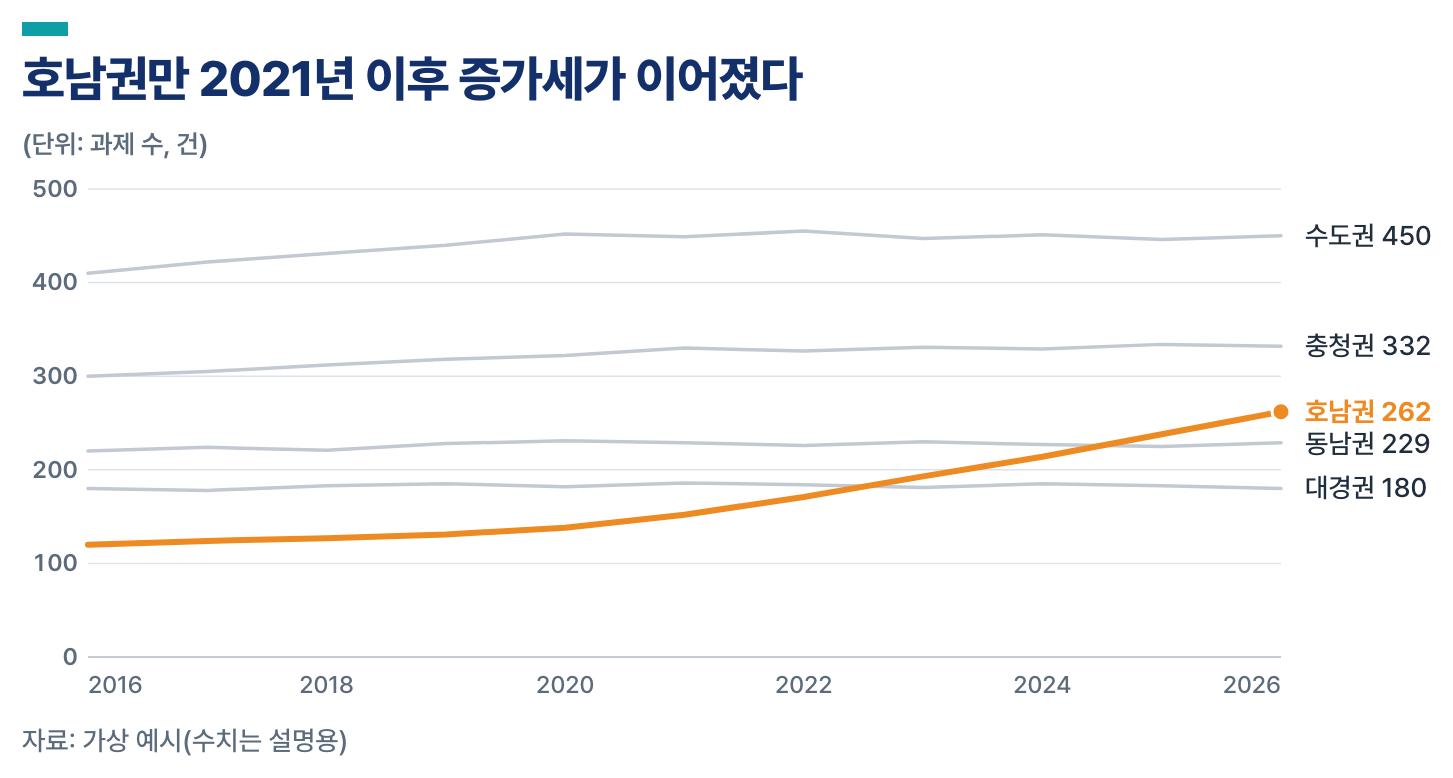 호남권만 2021년 이후 증가세가 이어졌다
(단위: 과제 수, 건)
500
400
300
200
100
0
수도권 450
충청권 332
호남권 262
동남권 229
대경권 180
2016 2018 2020 2022 2024 2026
자료: 가상 예시(수치는 설명용)